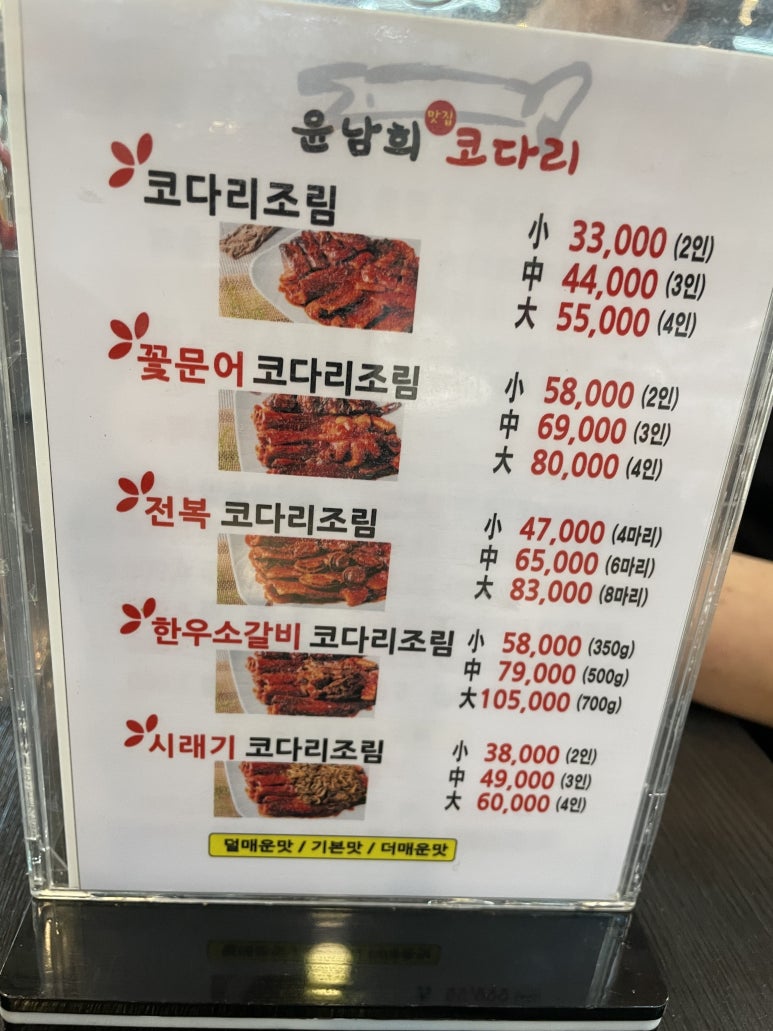 윤남희 맛집 코다리
코다리조림
小 33,000 (2인)
中 44,000 (3인)
大 55,000 (4인)
꽃문어 코다리조림
小 58,000 (2인)
中 69,000 (3인)
大 80,000 (4인)
전복 코다리조림
小 47,000 (4마리)
中 65,000 (6마리)
大 83,000 (8마리)
한우소갈비 코다리조림
小 58,000 (350g)
中 79,000 (500g)
大 105,000 (700g)
시래기 코다리조림
小 38,000 (2인)
中 49,000 (3인)
大 60,000 (4인)
덜매운맛 / 기본맛 / 더매운맛